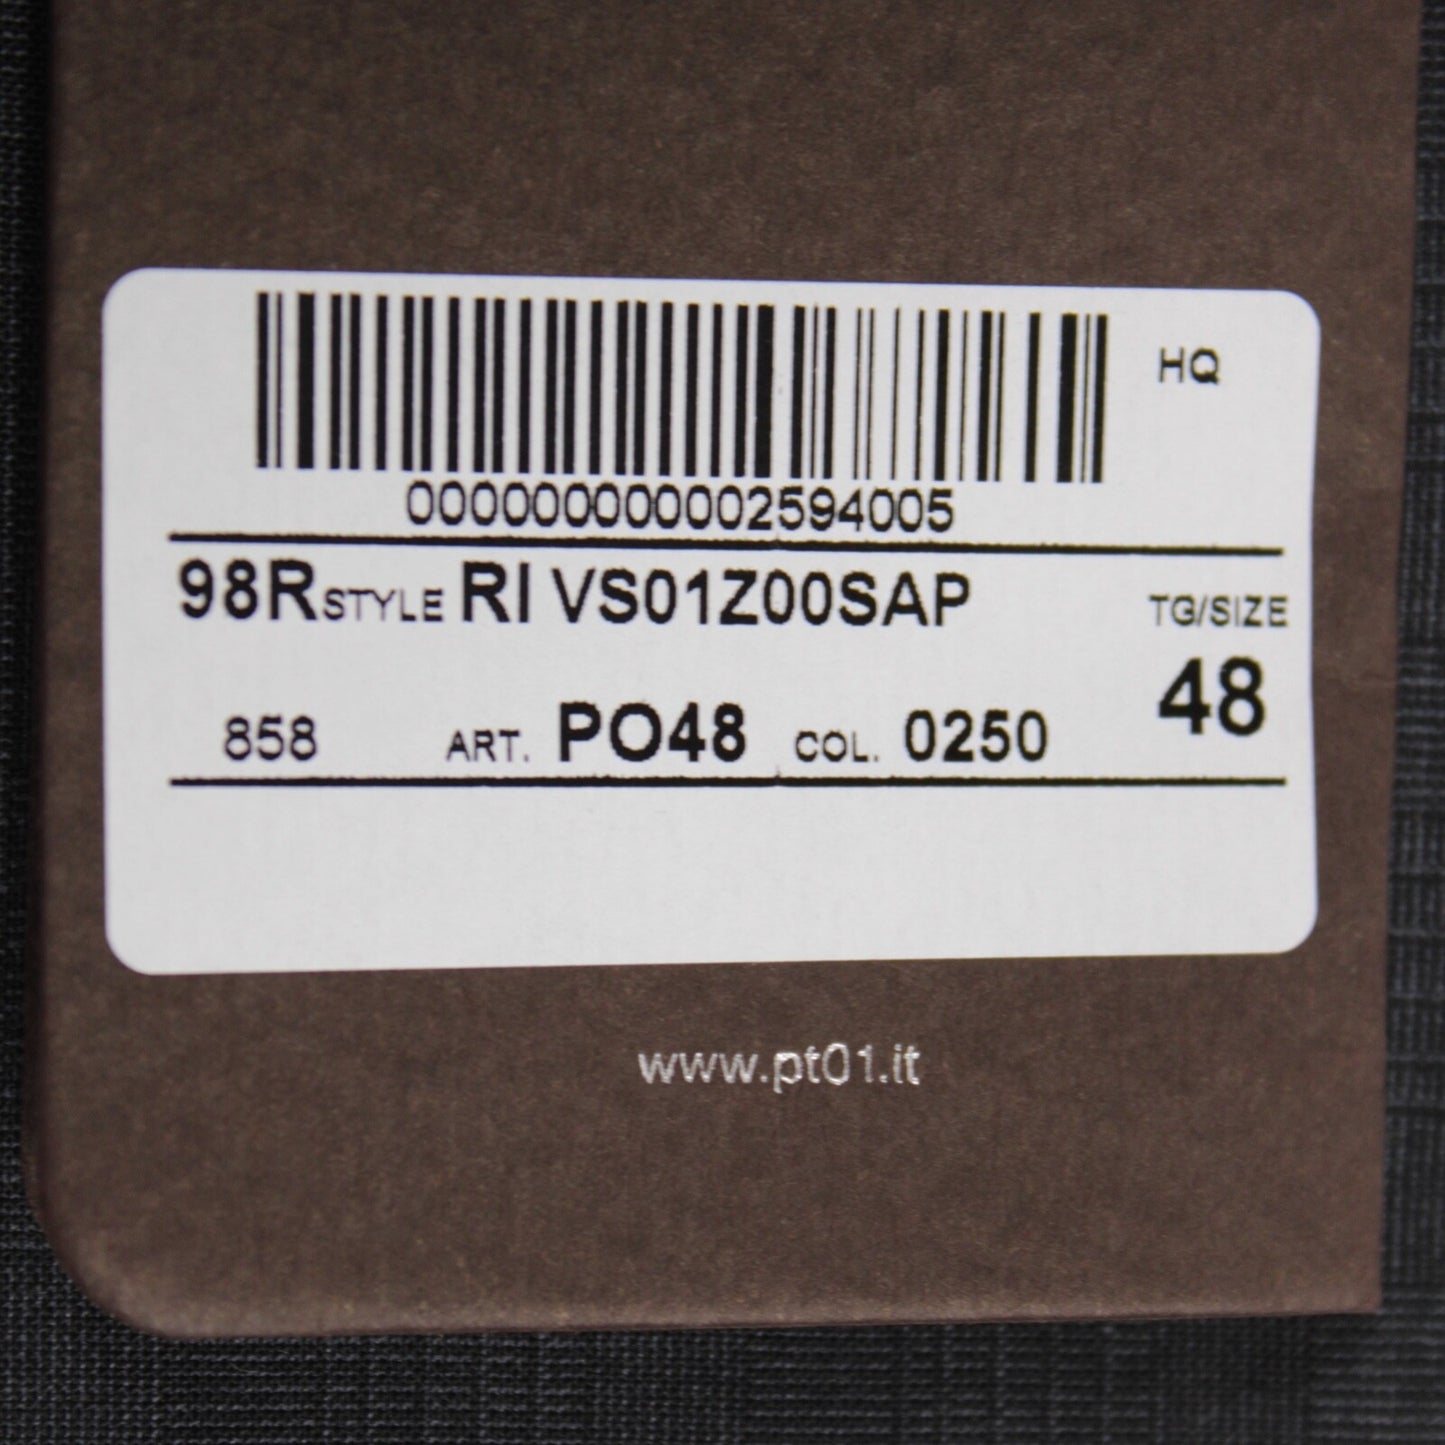 HQ
0000000000002594005
98R STYLE RI VS01Z00SAP
TG/SIZE
48
858 ART. PO48 COL. 0250
www.pt01.it